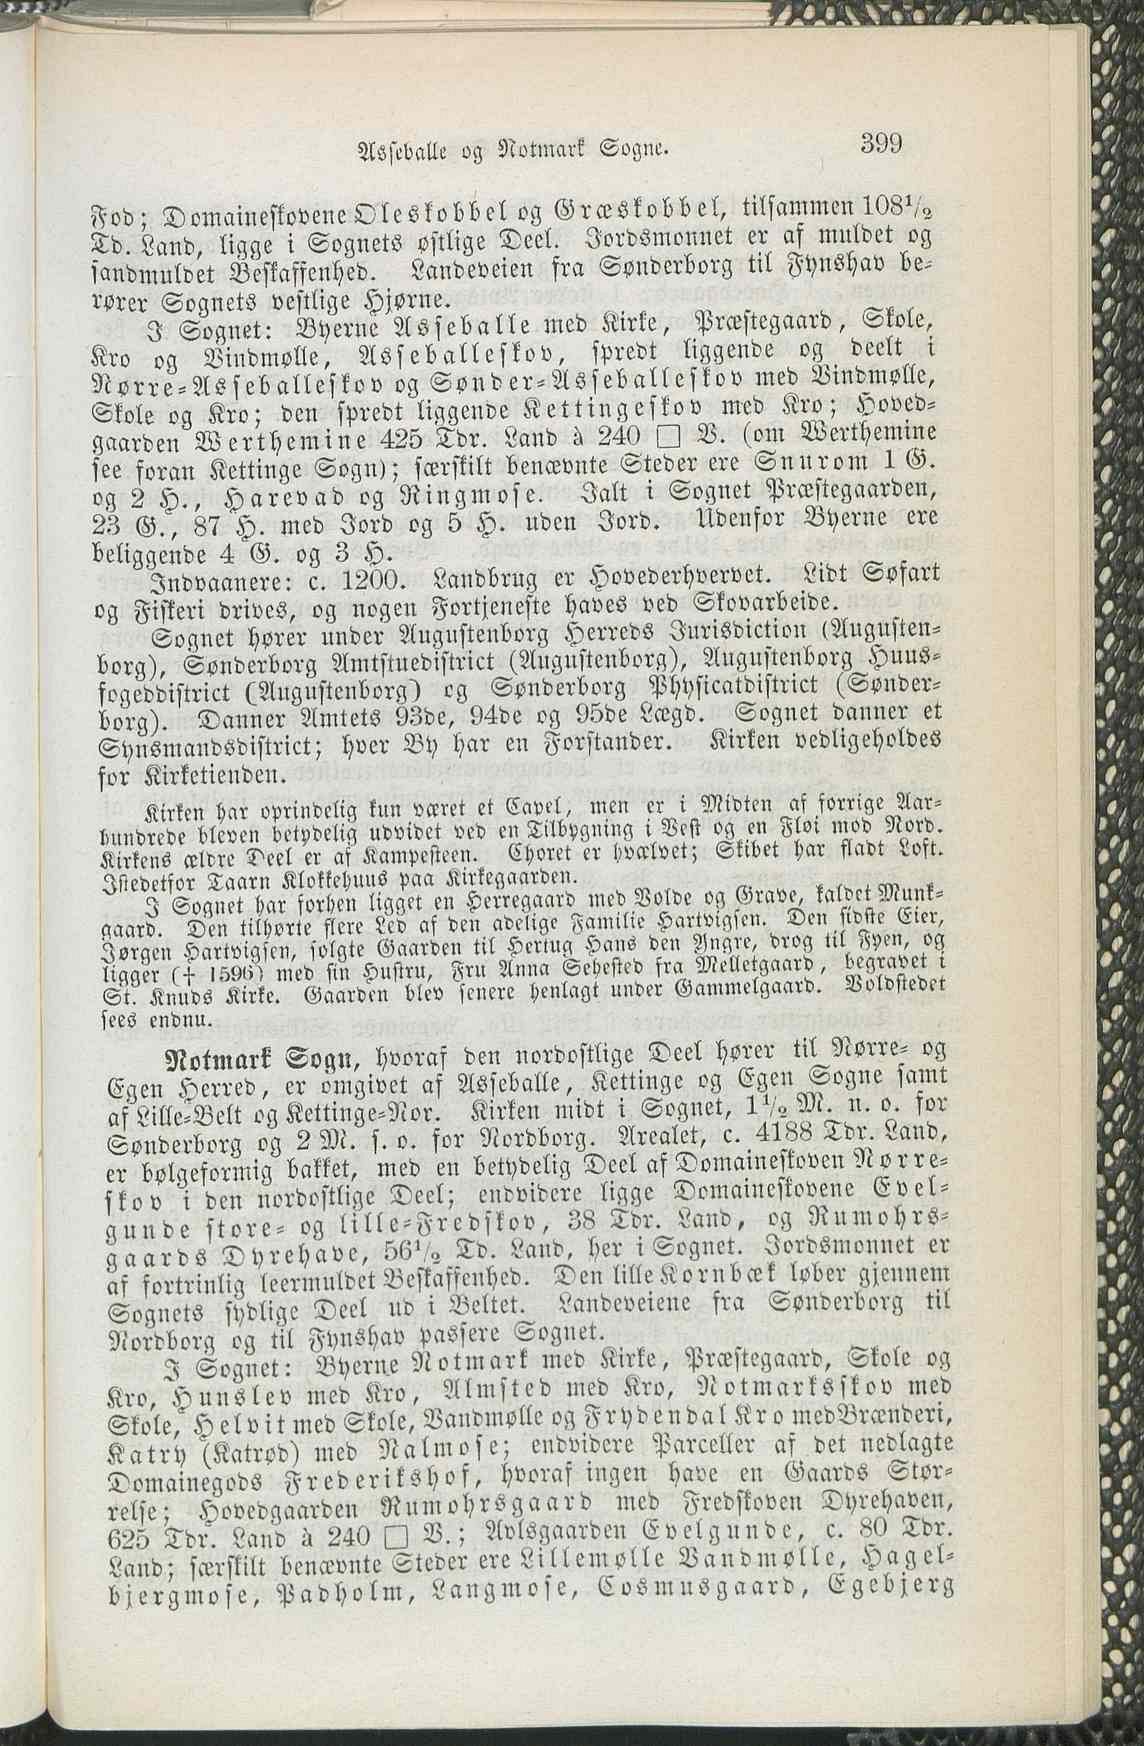 Asseballe og Notmark Sogne. 399
Fod; Domaineskovene Oleskobbel og Græskobbel, tilsammen 108½
Td. Land, ligge i Sognets østlige Deel. Jordsmonnet er af muldet og
sandmuldet Beskaffenhed. Landeveien fra Sønderborg til Fynshav be-
rører Sognets vestlige Hjørne.
I Sognet: Byerne Asseballe med Kirke, Præstegaard, Skole,
Kro og Vindmølle, Asseballeskov, spredt liggende og deelt i
Nørre-Asseballeskov og Sønder-Asseballeskov med Vindmølle,
Skole og Kro; den spredt liggende Kettingeskov med Kro; Hoved-
gaarden Werthemine 425 Tdr. Land à 240 □ V. (om Werthemine
see foran Kettinge Sogn); særskilt benævnte Steder ere Snurom 1 G.
og 2 H., Harevad og Ringmose. Ialt i Sognet Præstegaarden,
23 G., 87 H. med Jord og 5 H. uden Jord. Udenfor Byerne ere
beliggende 4 G. og 3 H.
Indvaanere: c. 1200. Landbrug er Hovederhvervet. Lidt Søfart
og Fiskeri drives, og nogen Fortjeneste haves ved Skovarbeide.
Sognet hører under Augustenborg Herreds Jurisdiction (Augusten-
borg), Sønderborg Amtstuedistrict (Augustenborg), Augustenborg Huus-
fogeddistrict (Augustenborg) og Sønderborg Physicatdistrict (Sønder-
borg). Danner Amtets 93de, 94de og 95de Lægd. Sognet danner et
Synsmandsdistrict; hver By har en Forstander. Kirken vedligeholdes
for Kirketienden.
Kirken har oprindelig kun været et Capel, men er i Midten af forrige Aar-
hundrede bleven betydelig udvidet ved en Tilbygning i Vest og en Fløi mod Nord.
Kirkens ældre Deel er af Kampesteen. Choret er hvælvet; Skibet har fladt Loft.
Istedetfor Taarn Klokkehuus paa Kirkegaarden.
I Sognet har forhen ligget en Herregaard med Volde og Grave, kaldet Munk-
gaard. Den tilhørte flere Led af den adelige Familie Hartvigsen. Den sidste Eier,
Jørgen Hartvigsen, solgte Gaarden til Hertug Hans den Yngre, drog til Fyen, og
ligger († 1596) med sin Hustru, Fru Anna Sehested fra Melletgaard, begravet i
St. Knuds Kirke. Gaarden blev senere henlagt under Gammelgaard. Voldstedet
sees endnu.
Notmark Sogn, hvoraf den nordostlige Deel hører til Nørre- og
Egen Herred, er omgivet af Asseballe, Kettinge og Egen Sogne samt
af Lille-Belt og Kettinge-Nor. Kirken midt i Sognet, 1½ M. n. o. for
Sønderborg og 2 M. s. o. for Nordborg. Arealet, c. 4188 Tdr. Land,
er bølgeformig bakket, med en betydelig Deel af Domaineskoven Nørre-
skov i den nordostlige Deel; endvidere ligge Domaineskovene Evel-
gunde store- og lille-Fredskov, 38 Tdr. Land, og Rumohrs-
gaards Dyrehave, 56½ Td. Land, her i Sognet. Jordsmonnet er
af fortrinlig leermuldet Beskaffenhed. Den lille Kornbæk løber gjennem
Sognets sydlige Deel ud i Beltet. Landeveiene fra Sønderborg til
Nordborg og til Fynshav passere Sognet.
I Sognet: Byerne Notmark med Kirke, Præstegaard, Skole og
Kro, Hunslev med Kro, Almsted med Kro, Notmarksskov med
Skole, Helvit med Skole, Vandmølle og Frydendal Kro med Brænderi,
Katry (Katrød) med Nalmose; endvidere Parceller af det nedlagte
Domainegods Frederikshof, hvoraf ingen have en Gaards Stør-
relse; Hovedgaarden Rumohrsgaard med Fredskoven Dyrehaven,
625 Tdr. Land à 240 □ V.; Avlsgaarden Evelgunde, c. 80 Tdr.
Land; særskilt benævnte Steder ere Lillemølle Vandmølle, Hagel-
bjergmose, Padholm, Langmose, Cosmusgaard, Egebjerg